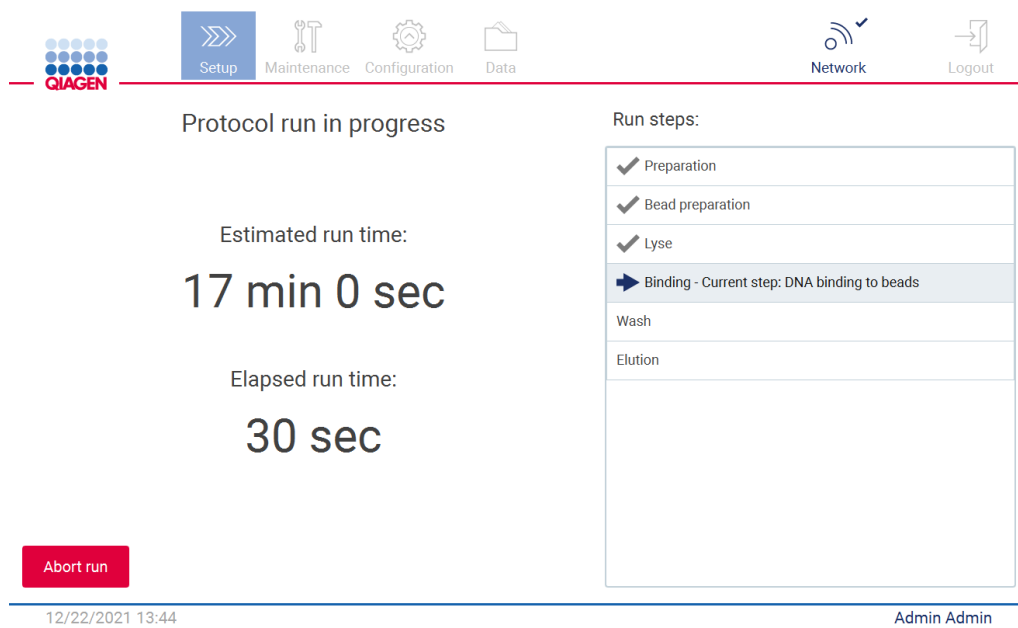 QIAGEN
Setup
Maintenance
Configuration
Data
Network
Logout
Protocol run in progress
Estimated run time:
17 min 0 sec
Elapsed run time:
30 sec
Abort run
Run steps:
Preparation
Bead preparation
Lyse
Binding - Current step: DNA binding to beads
Wash
Elution
12/22/2021 13:44
Admin Admin